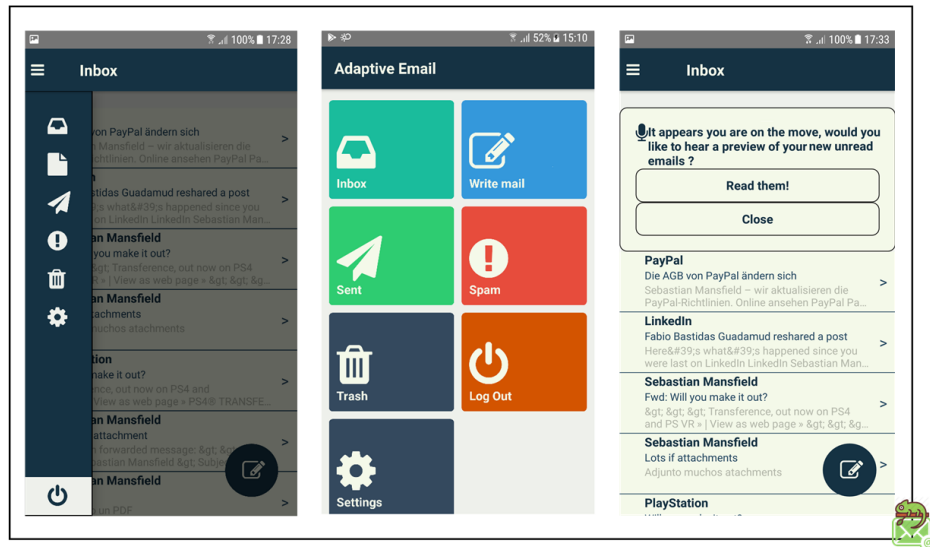 100% 17:28
Inbox
von PayPal ändern sich
Mansfield – wir aktualisieren die
chtlinien. Online ansehen PayPal Pa...
stidas Guadamud reshared a post
s what&#39;s happened since you
on LinkedIn LinkedIn Sebastian Man...
an Mansfield
you make it out?
&gt; Transference, out now on PS4
R » | View as web page » &gt; &gt; &g...
an Mansfield
tachments
muchos atachments
tion
make it out?
nce, out now on PS4 and
View as web page » PS4® TRANSFE...
an Mansfield
attachment
forwarded message: &gt;
bastian Mansfield &gt; Subje
an Mansfield
un PDF
52% 15:10
Adaptive Email
Inbox
Write mail
Sent
Spam
Trash
Log Out
Settings
100% 17:33
Inbox
It appears you are on the move, would you
like to hear a preview of your new unread
emails ?
Read them!
Close
PayPal
Die AGB von PayPal ändern sich
Sebastian Mansfield – wir aktualisieren die
PayPal-Richtlinien. Online ansehen PayPal Pa...
LinkedIn
Fabio Bastidas Guadamud reshared a post
Here&#39;s what&#39;s happened since you
were last on LinkedIn LinkedIn Sebastian Man...
Sebastian Mansfield
Fwd: Will you make it out?
&gt; &gt; &gt; Transference, out now on PS4
and PS VR » | View as web page » &gt; &gt; &g...
Sebastian Mansfield
Lots if attachments
Adjunto muchos atachments
PlayStation